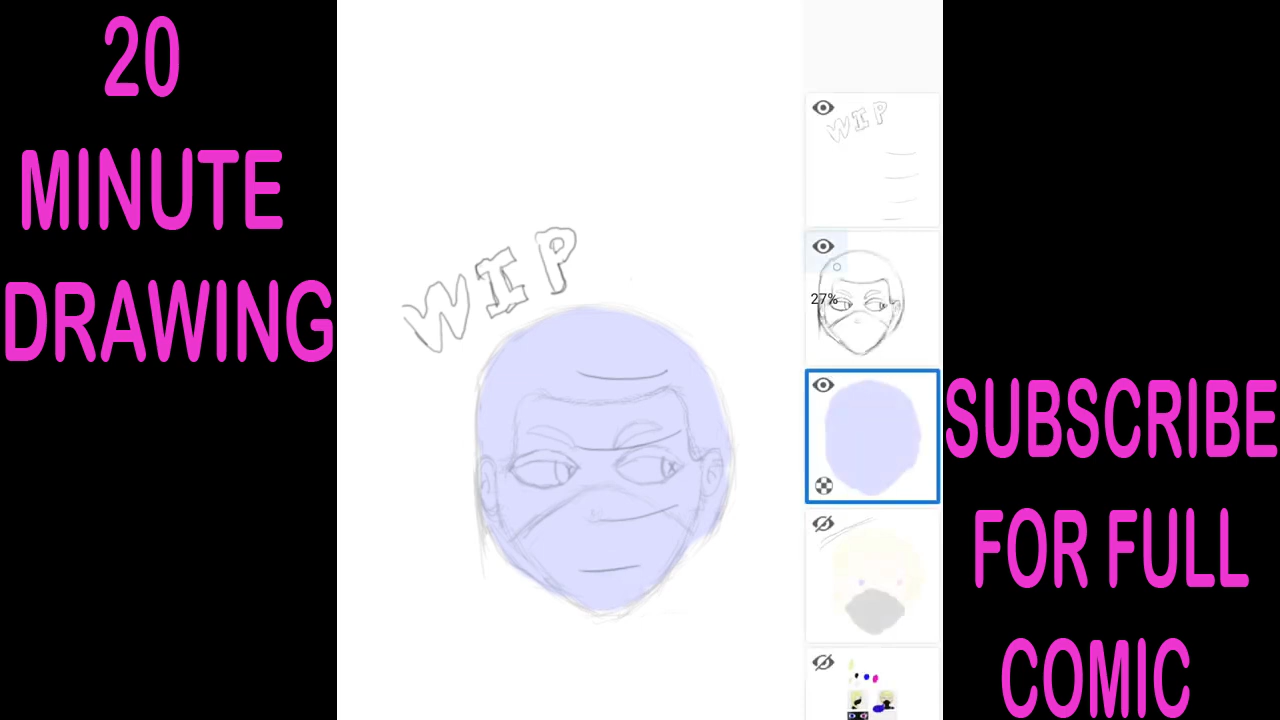 20
MINUTE
DRAWING
WIP
WIP
27%
SUBSCRIBE
FOR FULL
COMIC